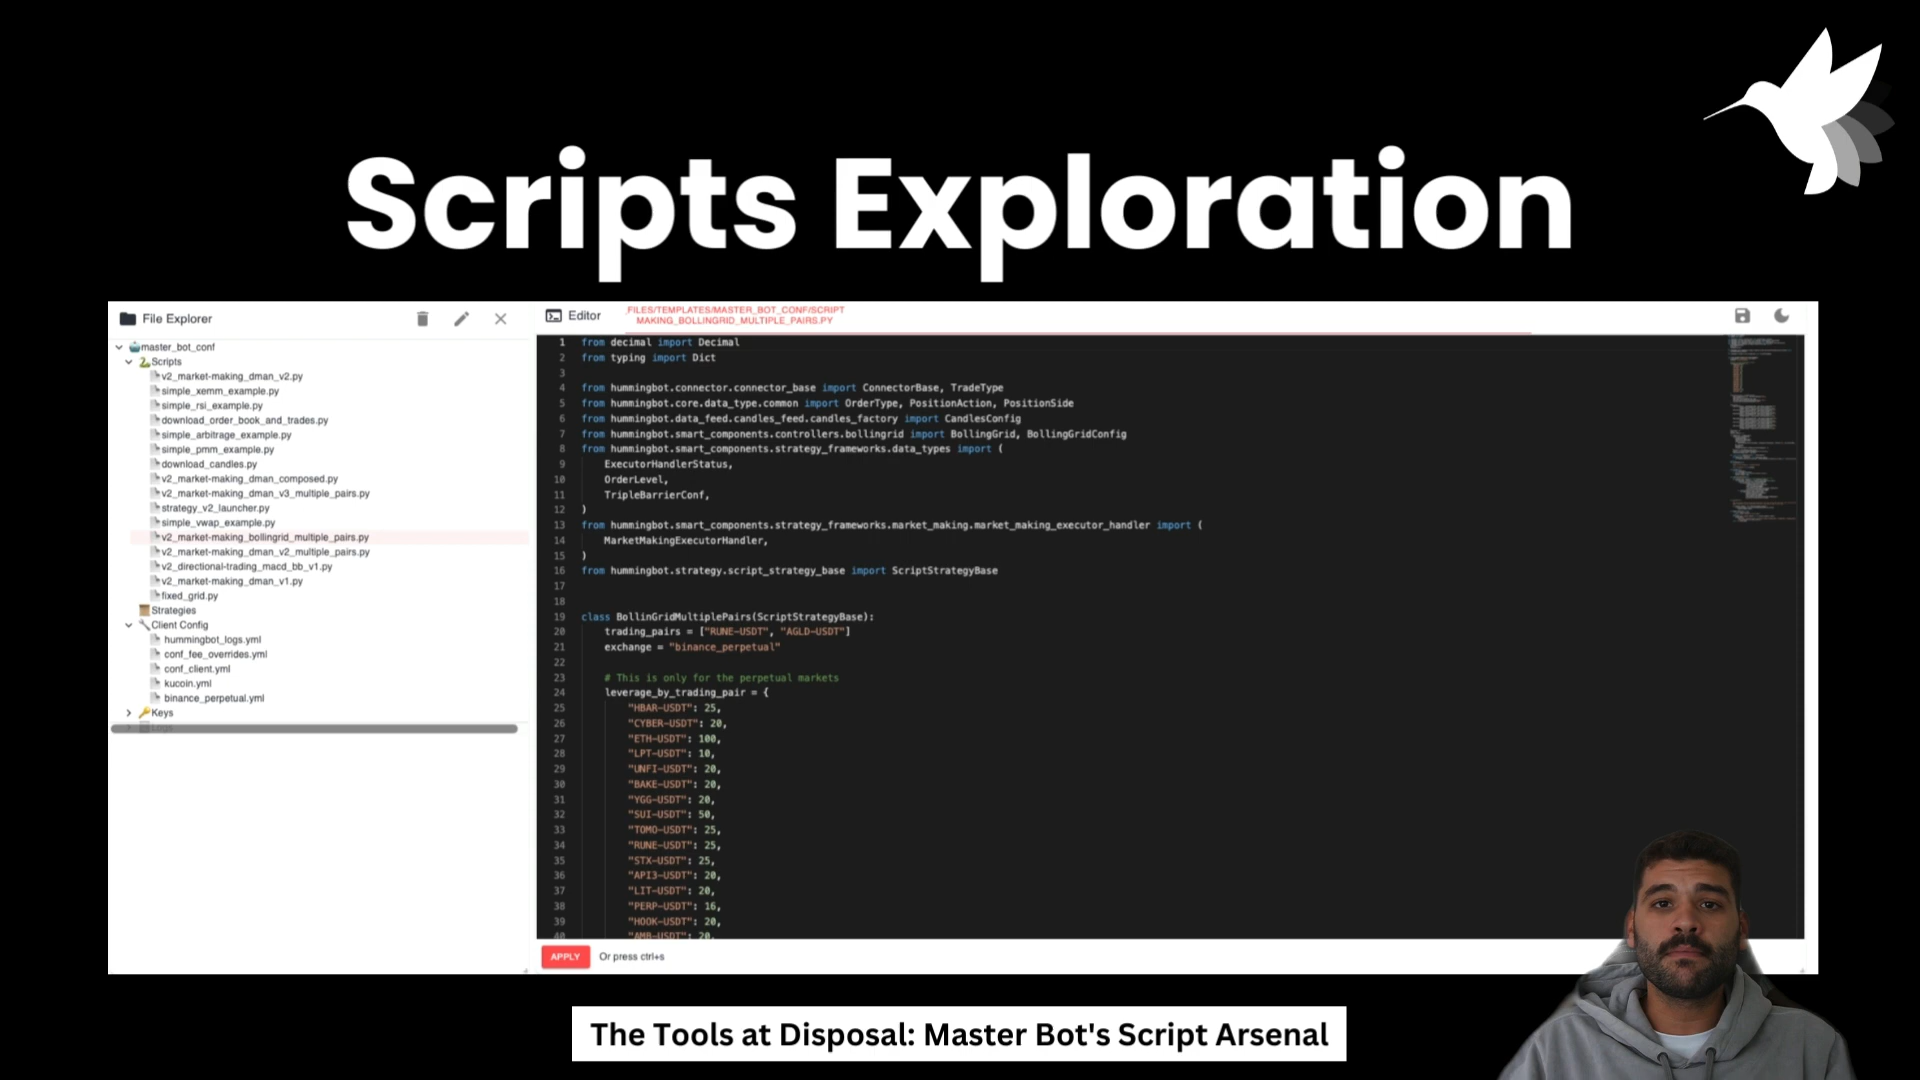 Scripts Exploration
File Explorer
master_bot_conf
Scripts
v2_market-making_dman_v2.py
simple_xemm_example.py
simple_rsi_example.py
download_order_book_and_trades.py
simple_arbitrage_example.py
simple_pmm_example.py
download_candles.py
v2_market-making_dman_composed.py
v2_market-making_dman_v3_multiple_pairs.py
strategy_v2_launcher.py
simple_vwap_example.py
v2_market-making_bollingrid_multiple_pairs.py
v2_market-making_dman_v2_multiple_pairs.py
v2_directional-trading_macd_bb_v1.py
v2_market-making_dman_v1.py
fixed_grid.py
Strategies
Client Config
hummingbot_logs.yml
conf_fee_overrides.yml
conf_client.yml
kucoin.yml
binance_perpetual.yml
Keys
Logs
Editor
FILES/TEMPLATES/MASTER_BOT_CONF/SCRIPT
MAKING_BOLLINGRID_MULTIPLE_PAIRS.PY
1 from decimal import Decimal
2 from typing import Dict
3
4 from hummingbot.connector.connector_base import ConnectorBase, TradeType
5 from hummingbot.core.data_type.common import OrderType, PositionAction, PositionSide
6 from hummingbot.data_feed.candles_feed.candles_factory import CandlesConfig
7 from hummingbot.smart_components.controllers.bollingrid import BollingGrid, BollingGridConfig
8 from hummingbot.smart_components.strategy_frameworks.data_types import (
9 ExecutorHandlerStatus,
10 OrderLevel,
11 TripleBarrierConf,
12 )
13 from hummingbot.smart_components.strategy_frameworks.market_making.market_making_executor_handler import (
14 MarketMakingExecutorHandler,
15 )
16 from hummingbot.strategy.script_strategy_base import ScriptStrategyBase
17
18
19 class BollinGridMultiplePairs(ScriptStrategyBase):
20 trading_pairs = ["RUNE-USDT", "AGLD-USDT"]
21 exchange = "binance_perpetual"
22
23 # This is only for the perpetual markets
24 leverage_by_trading_pair = {
25 "HBAR-USDT": 25,
26 "CYBER-USDT": 20,
27 "ETH-USDT": 100,
28 "LPT-USDT": 10,
29 "UNFI-USDT": 20,
30 "BAKE-USDT": 20,
31 "YGG-USDT": 20,
32 "SUI-USDT": 50,
33 "TOMO-USDT": 25,
34 "RUNE-USDT": 25,
35 "STX-USDT": 25,
36 "API3-USDT": 20,
37 "LIT-USDT": 20,
38 "PERP-USDT": 16,
39 "HOOK-USDT": 20,
40 "AMB-USDT": 20,
APPLY Or press ctrl+s
The Tools at Disposal: Master Bot's Script Arsenal